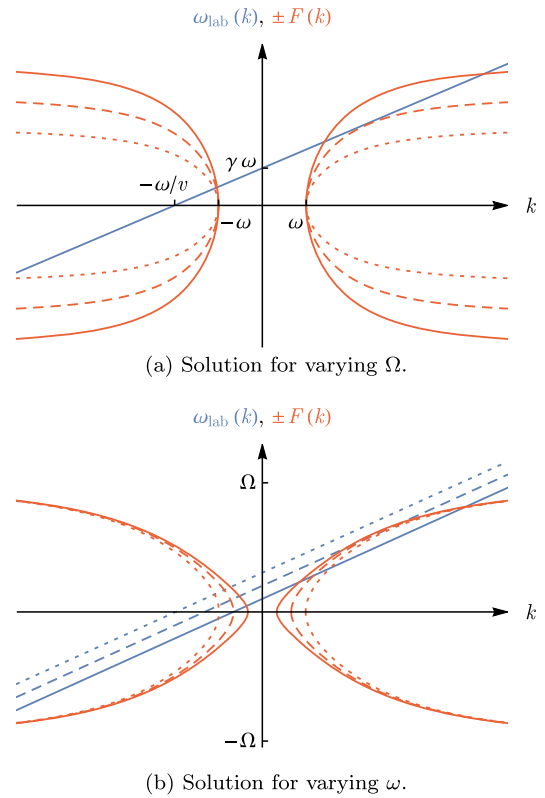 ω_lab (k), ± F (k)
γ ω
−ω/v
k
−ω
ω
(a) Solution for varying Ω.
ω_lab (k), ± F (k)
Ω
k
−Ω
(b) Solution for varying ω.